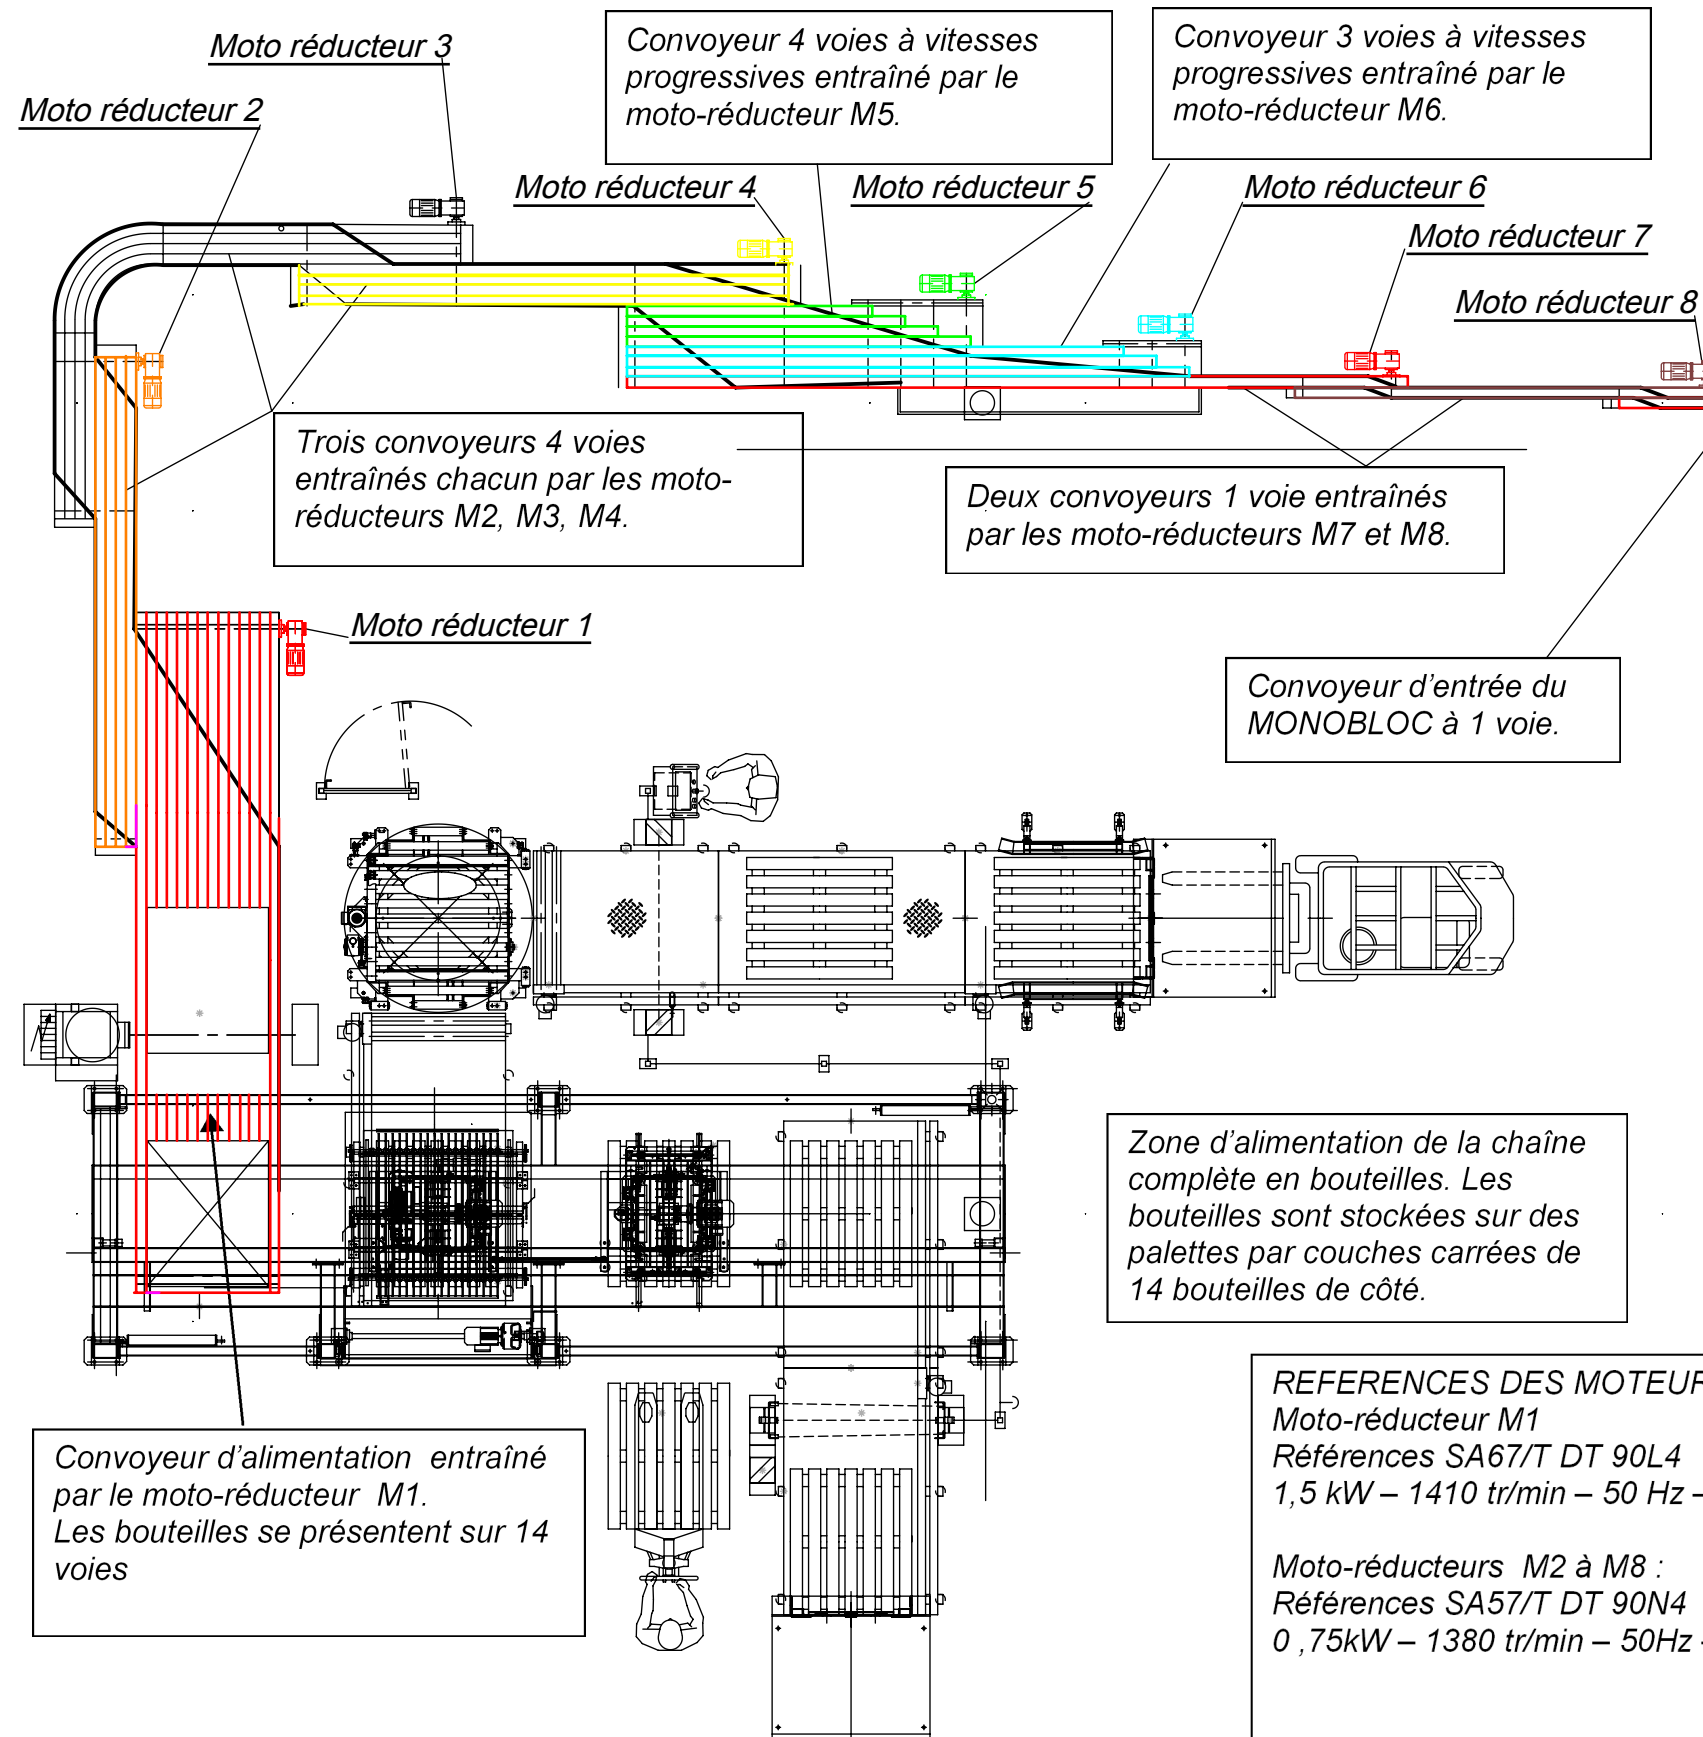 Moto réducteur 3
Moto réducteur 2
Convoyeur 4 voies à vitesses
progressives entraîné par le
moto-réducteur M5.
Convoyeur 3 voies à vitesses
progressives entraîné par le
moto-réducteur M6.
Moto réducteur 4
Moto réducteur 5
Moto réducteur 6
Moto réducteur 7
Moto réducteur 8
Trois convoyeurs 4 voies
entraînés chacun par les moto-
réducteurs M2, M3, M4.
Deux convoyeurs 1 voie entraînés
par les moto-réducteurs M7 et M8.
Moto réducteur 1
Convoyeur d'entrée du
MONOBLOC à 1 voie.
Zone d'alimentation de la chaîne
complète en bouteilles. Les
bouteilles sont stockées sur des
palettes par couches carrées de
14 bouteilles de côté.
Convoyeur d'alimentation  entraîné
par le moto-réducteur  M1.
Les bouteilles se présentent sur 14
voies
REFERENCES DES MOTEUR
Moto-réducteur M1
Références SA67/T DT 90L4
1,5 kW – 1410 tr/min – 50 Hz –
Moto-réducteurs  M2 à M8 :
Références SA57/T DT 90N4
0 ,75kW – 1380 tr/min – 50Hz -